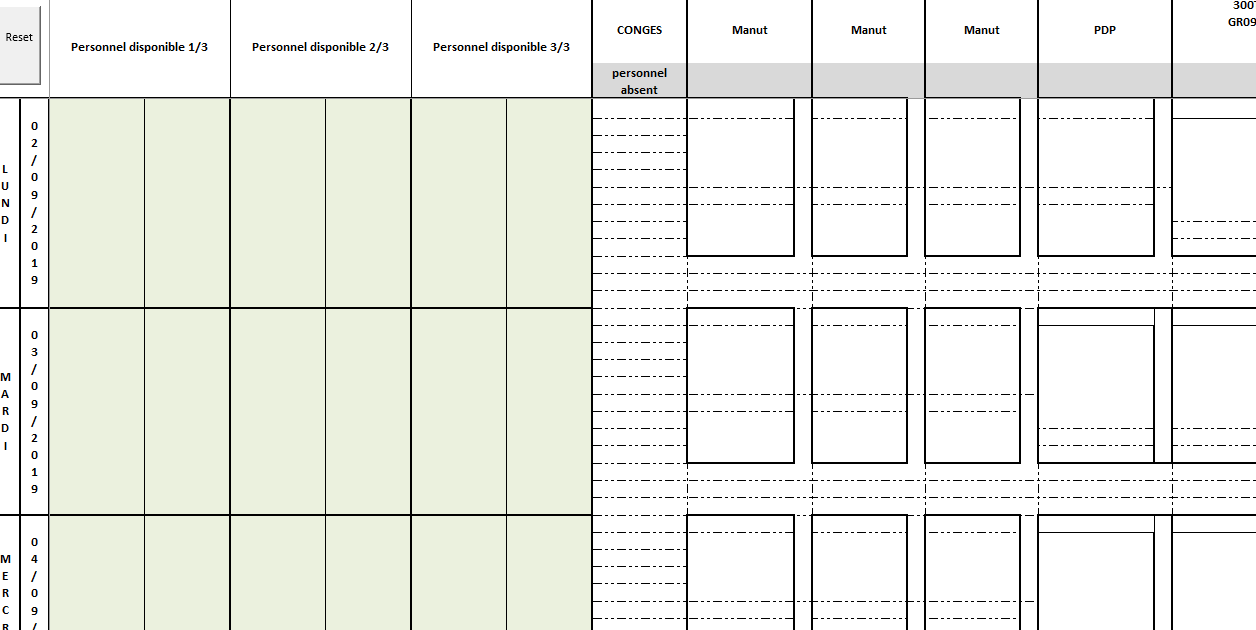 Reset
Personnel disponible 1/3
Personnel disponible 2/3
Personnel disponible 3/3
CONGES
Manut
Manut
Manut
PDP
GR09
personnel
absent
LUNDI
02/09/2019
MARDI
03/09/2019
MERCR
04/09/